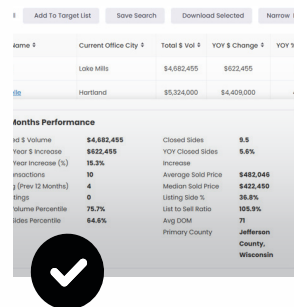 Add To Target List Save Search Download Selected Narrow
Name Current Office City Total $ Vol YOY $ Change YOY %
Lake Mills $4,682,455 $622,455
lle Hartland $5,324,000 $4,409,000
Months Performance
ed $ Volume $4,682,455 Closed Sides 9.5
Year $ Increase $622,455 YOY Closed Sides 5.6%
Year Increase (%) 15.3% Increase
nsactions 10 Average Sold Price $482,046
g (Prev 12 Months) 4 Median Sold Price $422,450
tings 0 Listing Side % 36.8%
olume Percentile 75.7% List to Sell Ratio 105.9%
ides Percentile 64.6% Avg DOM 71
Primary County Jefferson
County,
Wisconsin